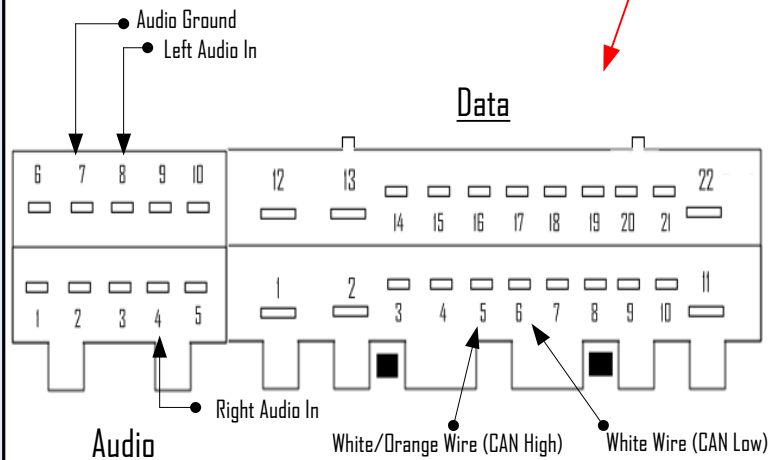 Audio Ground
Left Audio In
Data
6 7 8 9 10
12 13 22
14 15 16 17 18 19 20 21
1 2 11
1 2 3 4 5
3 4 5 6 7 8 9 10
Right Audio In
Audio
White/Orange Wire (CAN High)
White Wire (CAN Low)